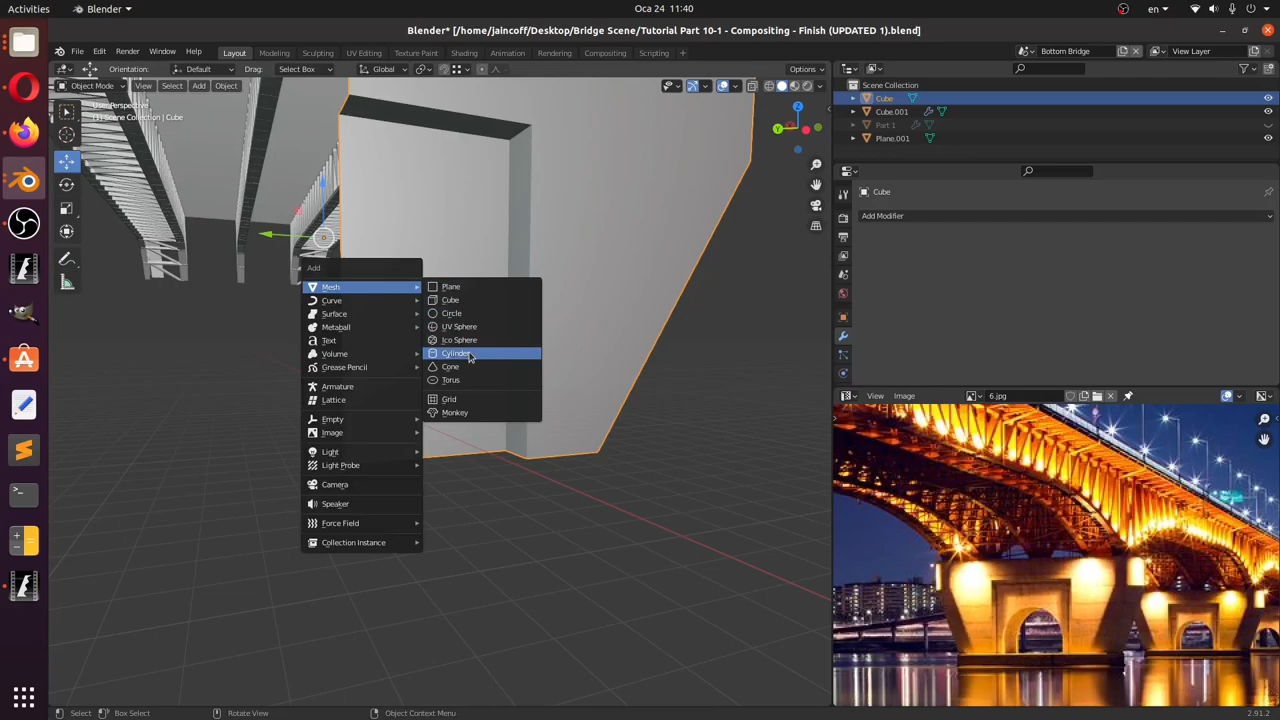 Activities
Blender
Oca 24 11:40
en
Blender* [/home/jaincoff/Desktop/Bridge Scene/Tutorial Part 10-1 - Compositing - Finish (UPDATED 1).blend]
File Edit Render Window Help
Layout Modeling Sculpting UV Editing Texture Paint Shading Animation Rendering Compositing Scripting
Bottom Bridge
View Layer
Orientation: Default Drag: Select Box Global Options
Object Mode View Select Add Object
User Perspective
(1) Scene Collection | Cube
Scene Collection
Cube
Cube.001
Part 1
Plane.001
Cube
Add Modifier
Add
Mesh
Curve
Surface
Metaball
Text
Volume
Grease Pencil
Armature
Lattice
Empty
Image
Light
Light Probe
Camera
Speaker
Force Field
Collection Instance
Plane
Cube
Circle
UV Sphere
Ico Sphere
Cylinder
Cone
Torus
Grid
Monkey
View Image
6.jpg
Select
Box Select
Rotate View
Object Context Menu
2.91.2